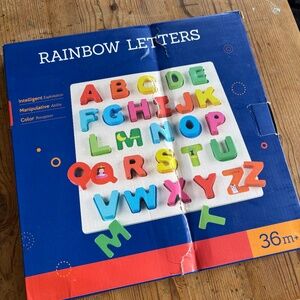 RAINBOW LETTERS
Intelligent Exploration
Manipulative Ability
Color Perception
A B C D E
F G H I J K
L M N O P
Q R S T U
V W X Y Z Z
M T
36m+